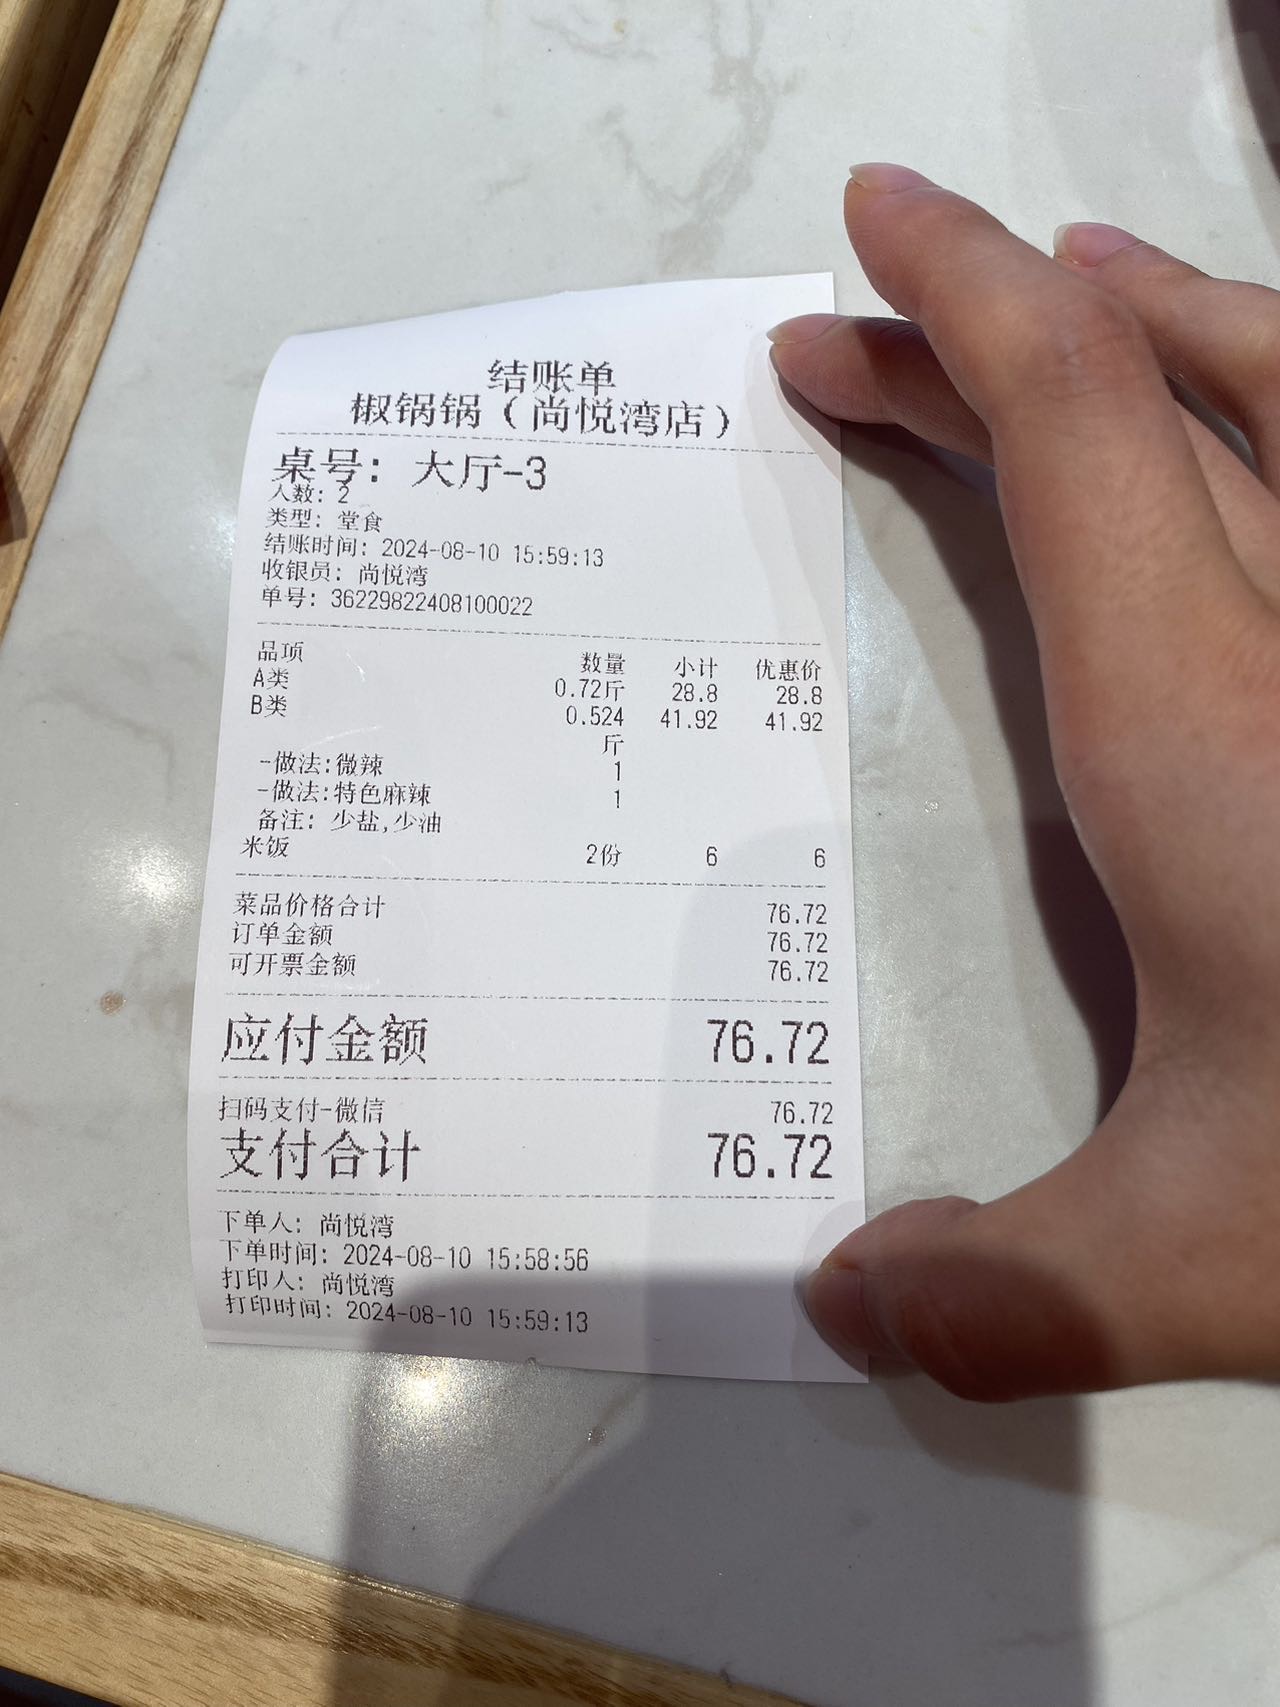 结账单
椒锅锅（尚悦湾店）
桌号：大厅-3
人数：2
类型：堂食
结账时间：2024-08-10 15:59:13
收银员：尚悦湾
单号：36229822408100022
品项 数量 小计 优惠价
A类 0.72斤 28.8 28.8
B类 0.524 41.92 41.92
斤
-做法:微辣 1
-做法:特色麻辣 1
备注：少盐,少油
米饭 2份 6 6
菜品价格合计 76.72
订单金额 76.72
可开票金额 76.72
应付金额 76.72
扫码支付-微信 76.72
支付合计 76.72
下单人：尚悦湾
下单时间：2024-08-10 15:58:56
打印人：尚悦湾
打印时间：2024-08-10 15:59:13